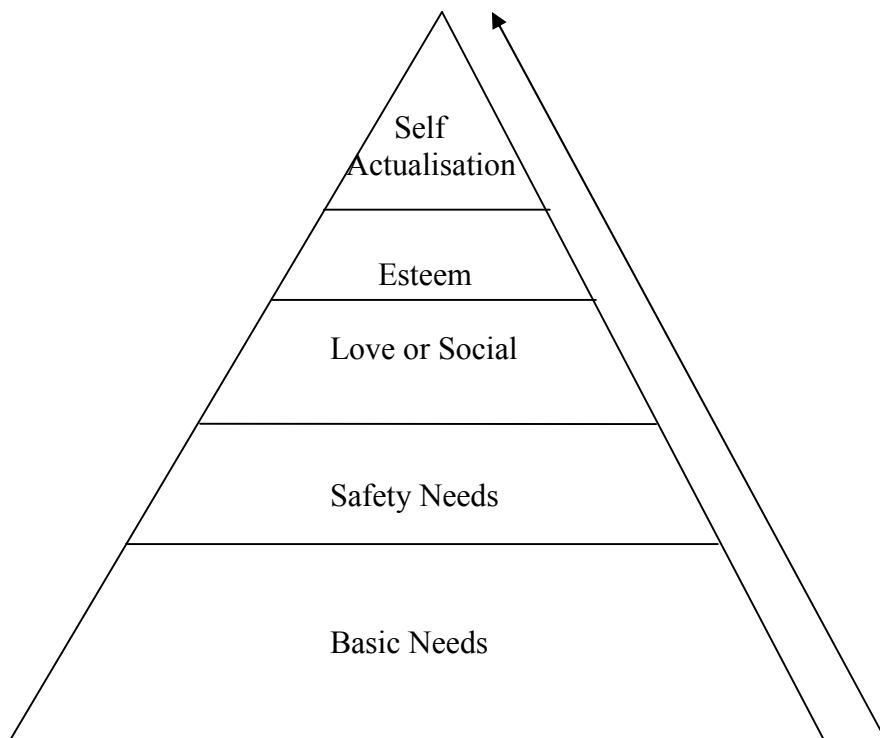 Self
Actualisation
Esteem
Love or Social
Safety Needs
Basic Needs